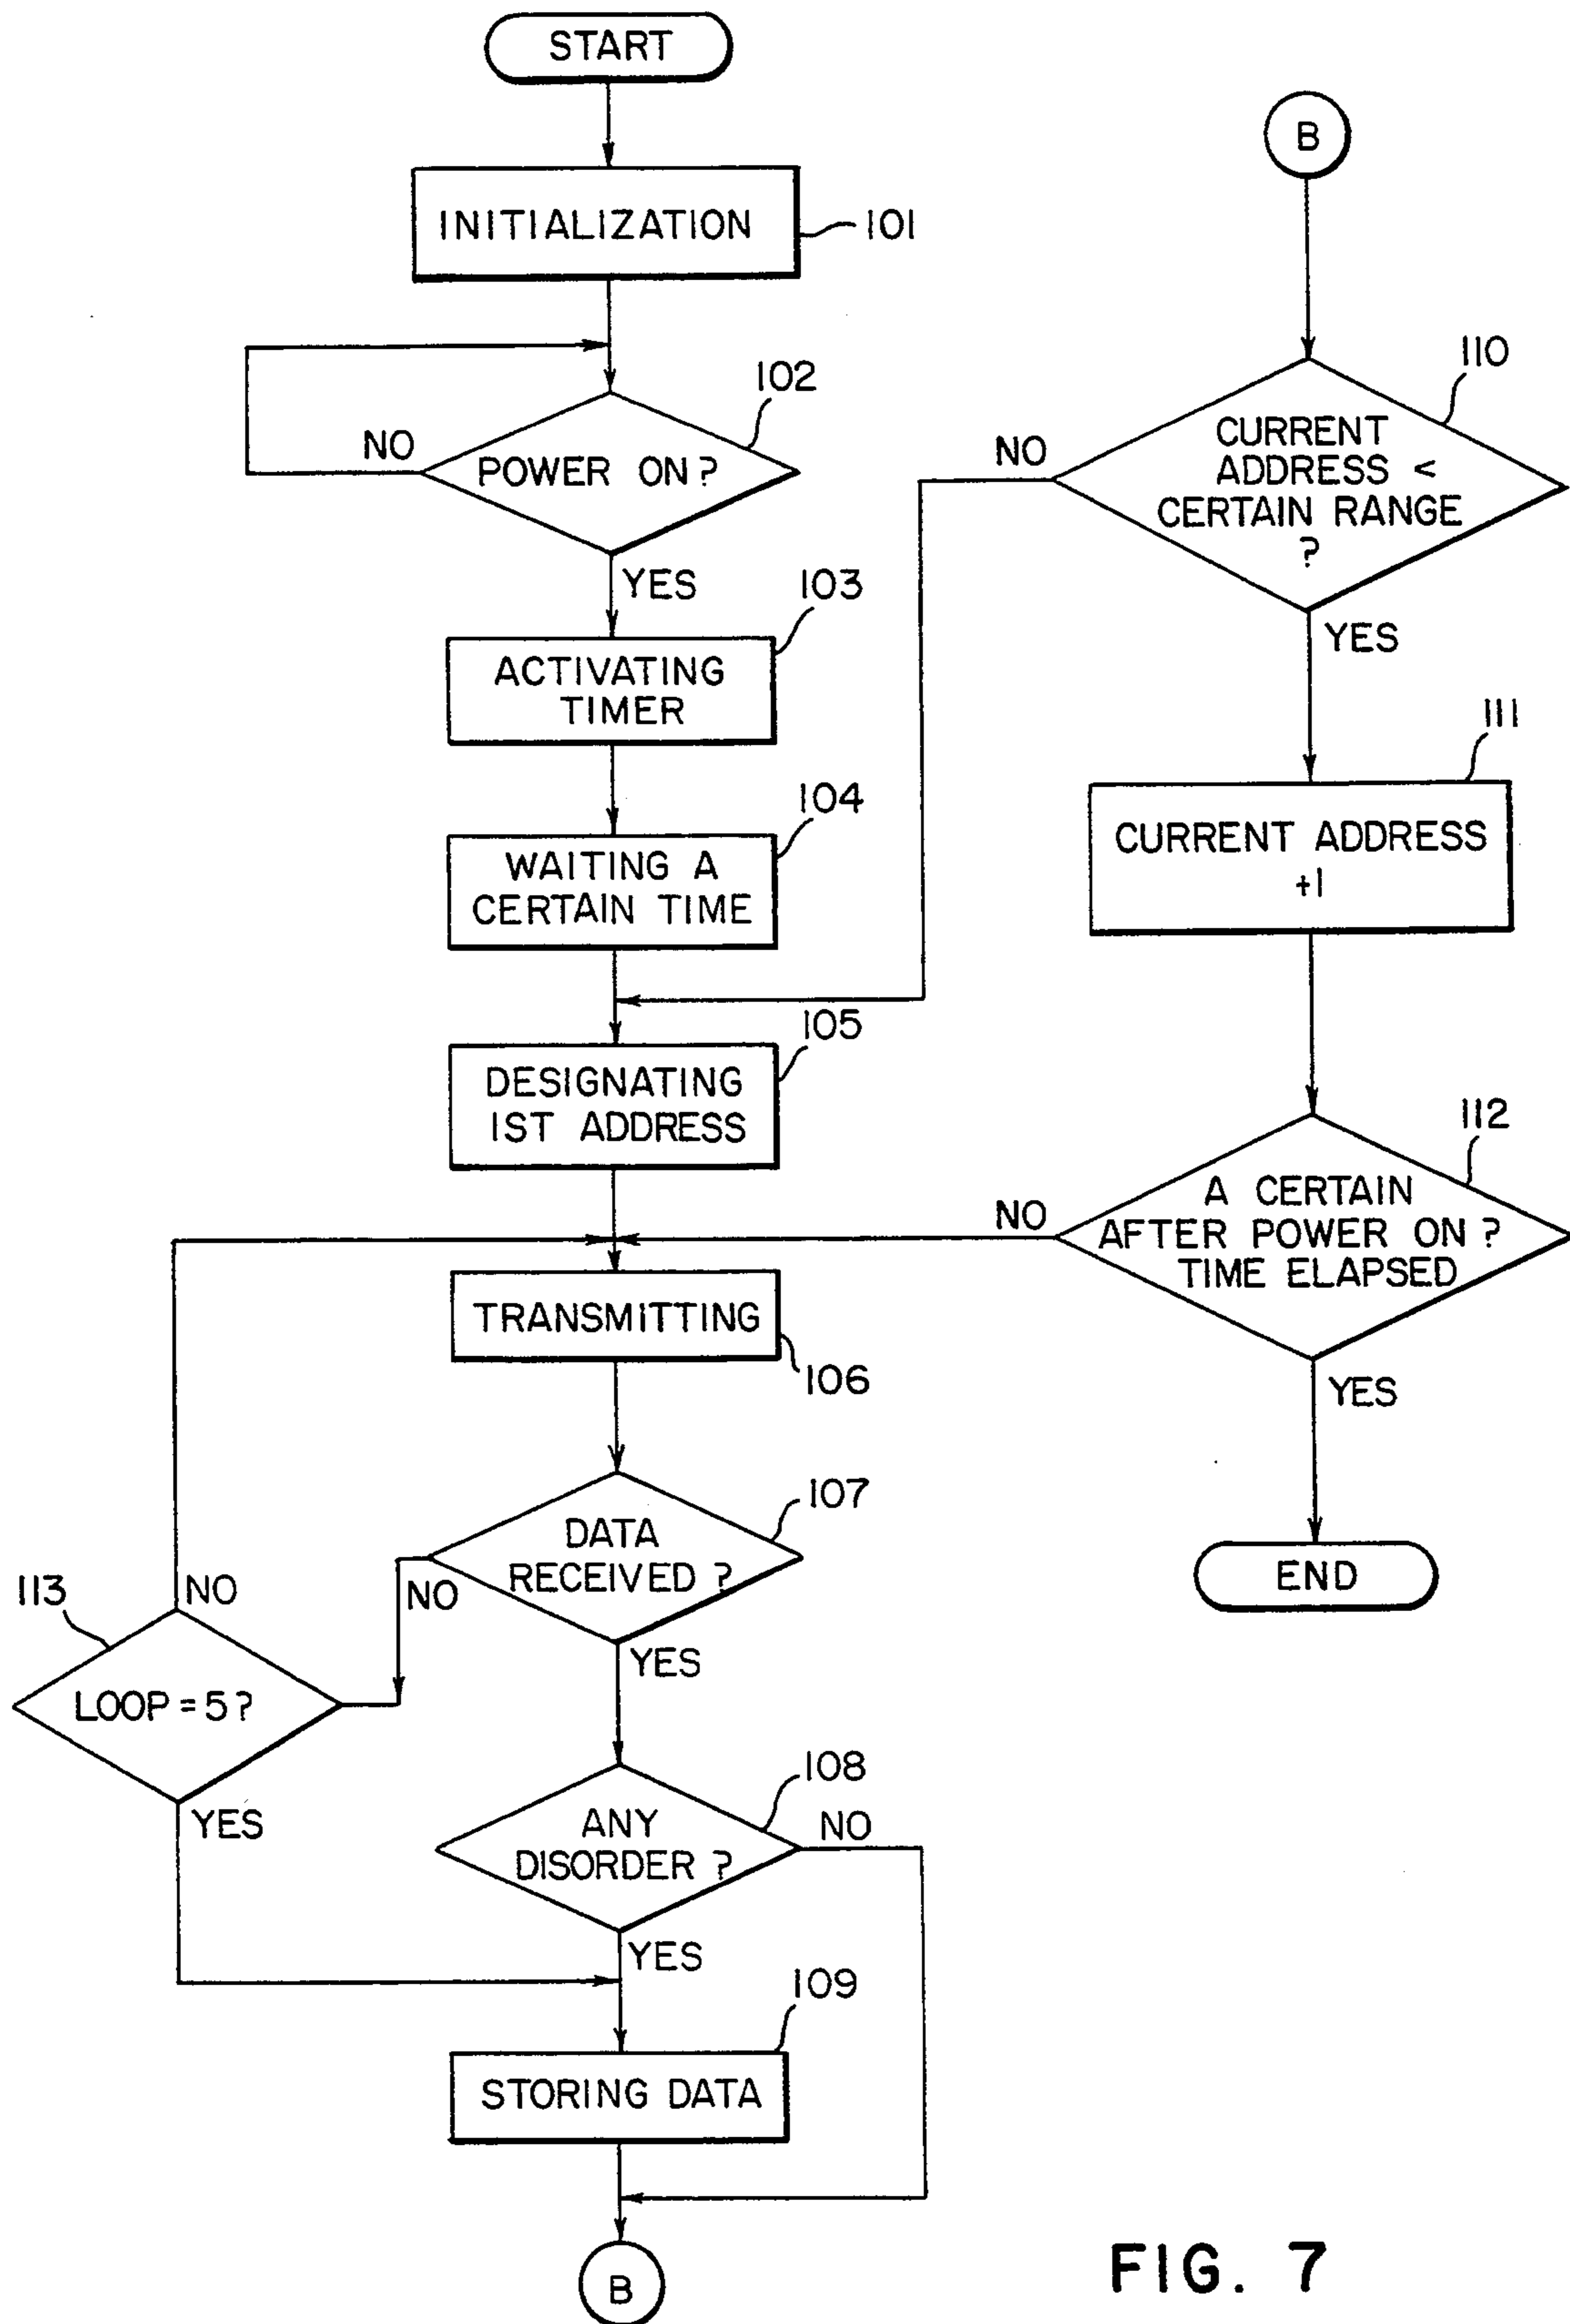 START
INITIALIZATION
101
102
NO
POWER ON?
YES
103
ACTIVATING
TIMER
104
WAITING A
CERTAIN TIME
105
DESIGNATING
1ST ADDRESS
TRANSMITTING
106
107
DATA
RECEIVED?
NO
YES
113
NO
LOOP=5?
YES
108
ANY
DISORDER?
NO
YES
109
STORING DATA
B
B
110
CURRENT
ADDRESS <
CERTAIN RANGE
?
NO
YES
111
CURRENT ADDRESS
+1
112
A CERTAIN
AFTER POWER ON?
TIME ELAPSED
NO
YES
END
FIG. 7